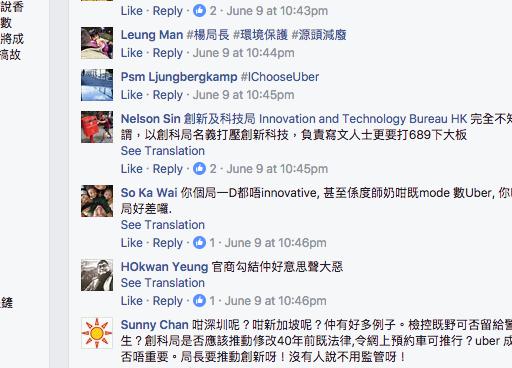 說香
數
將成
搞故
鏈
Like · Reply · 2 · June 9 at 10:43pm
Leung Man #楊局長 #環境保護 #源頭減廢
Like · Reply · June 9 at 10:44pm
Psm Ljungbergkamp #IChooseUber
Like · Reply · June 9 at 10:45pm
Nelson Sin 創新及科技局 Innovation and Technology Bureau HK 完全不知
謂，以創科局名義打壓創新科技，負責寫文人士更要打689下大板
See Translation
Like · Reply · 2 · June 9 at 10:45pm
So Ka Wai 你個局一D都唔innovative, 甚至係度師奶咁既mode 數Uber, 你
局好差囉.
See Translation
Like · Reply · 1 · June 9 at 10:46pm
HOkwan Yeung 官商勾結仲好意思聲大惡
See Translation
Like · Reply · 1 · June 9 at 10:46pm
Sunny Chan 咁深圳呢？咁新加坡呢？仲有好多例子。檢控既野可否留給警
生？創科局是否應該推動修改40年前既法律,令網上預約車可推行？uber 成
否唔重要。局長要推動創新呀！沒有人說不用監管呀！